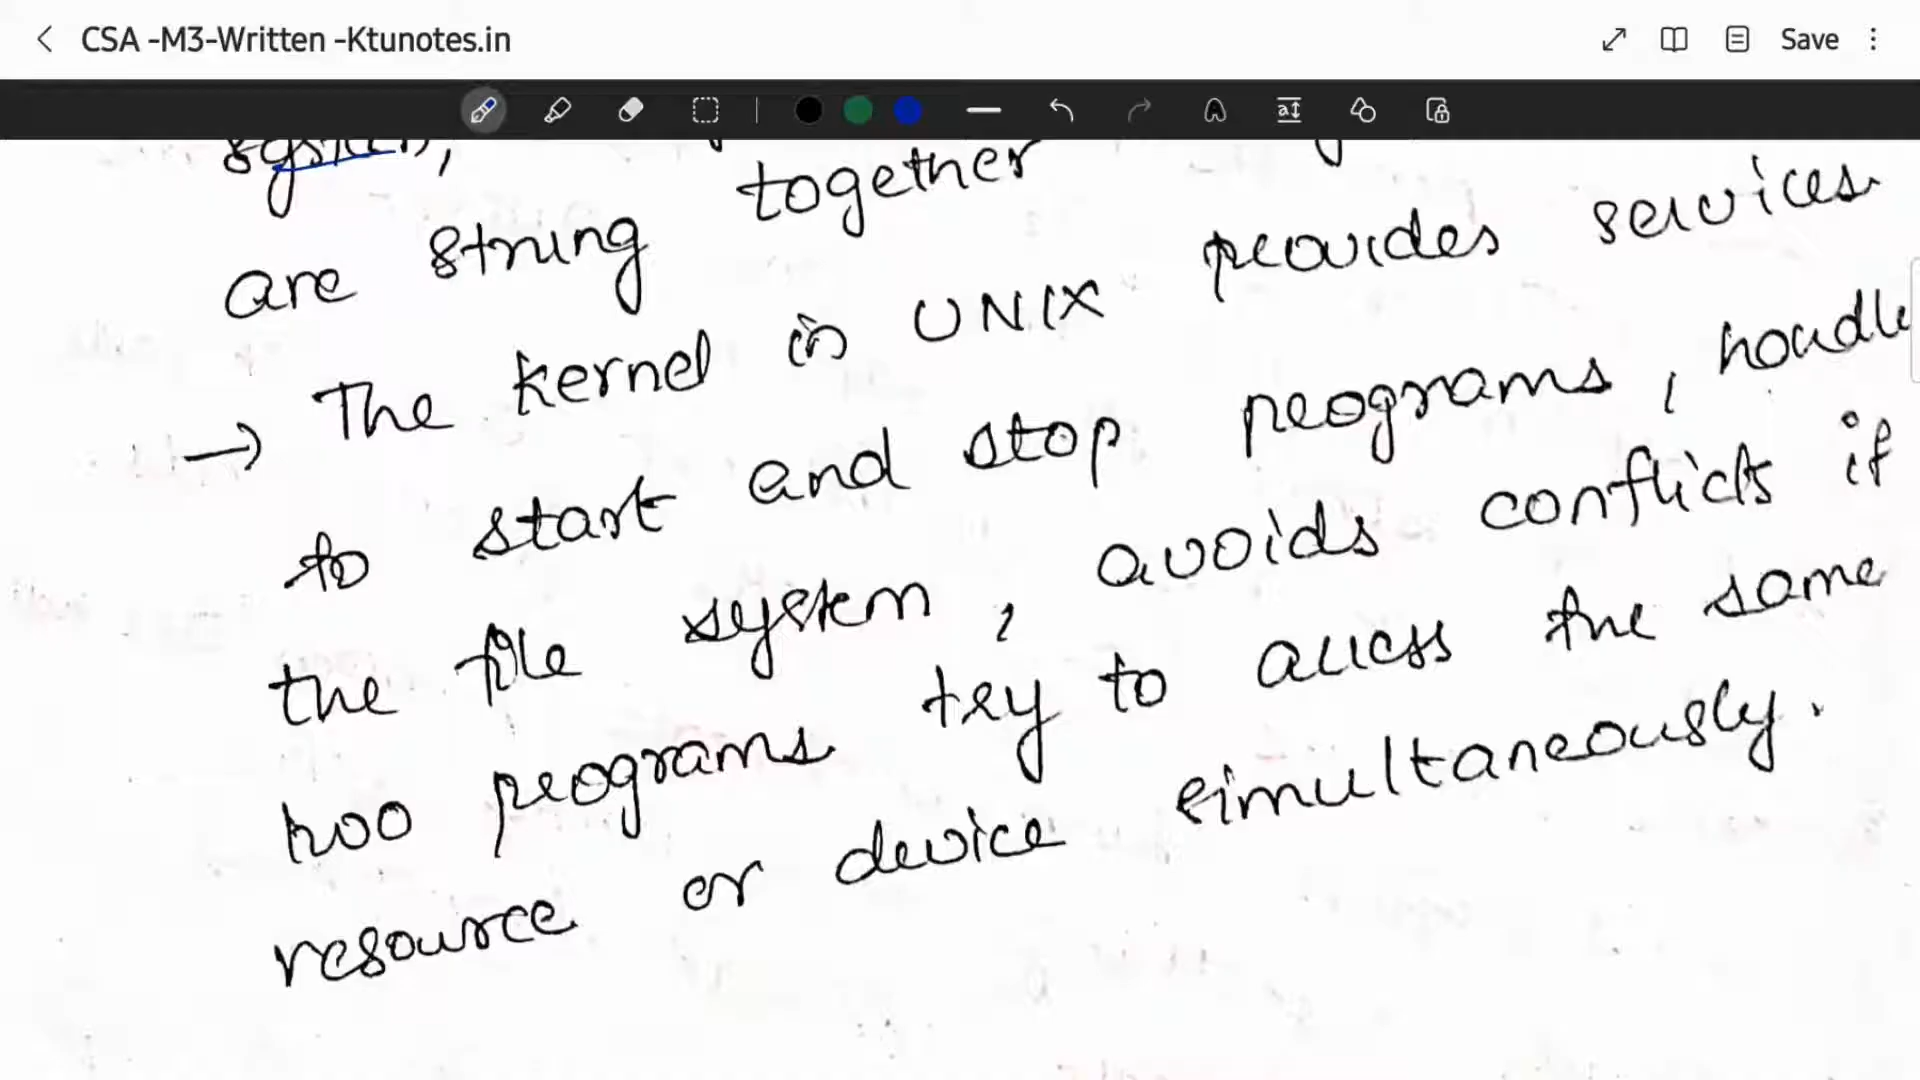 CSA -M3-Written -Ktunotes.in
Save
system,
are string together
→ The kernel in UNIX provides services
to start and stop programs, handle
the file system, avoids conflicts if
two programs try to access the same
resource or device simultaneously.